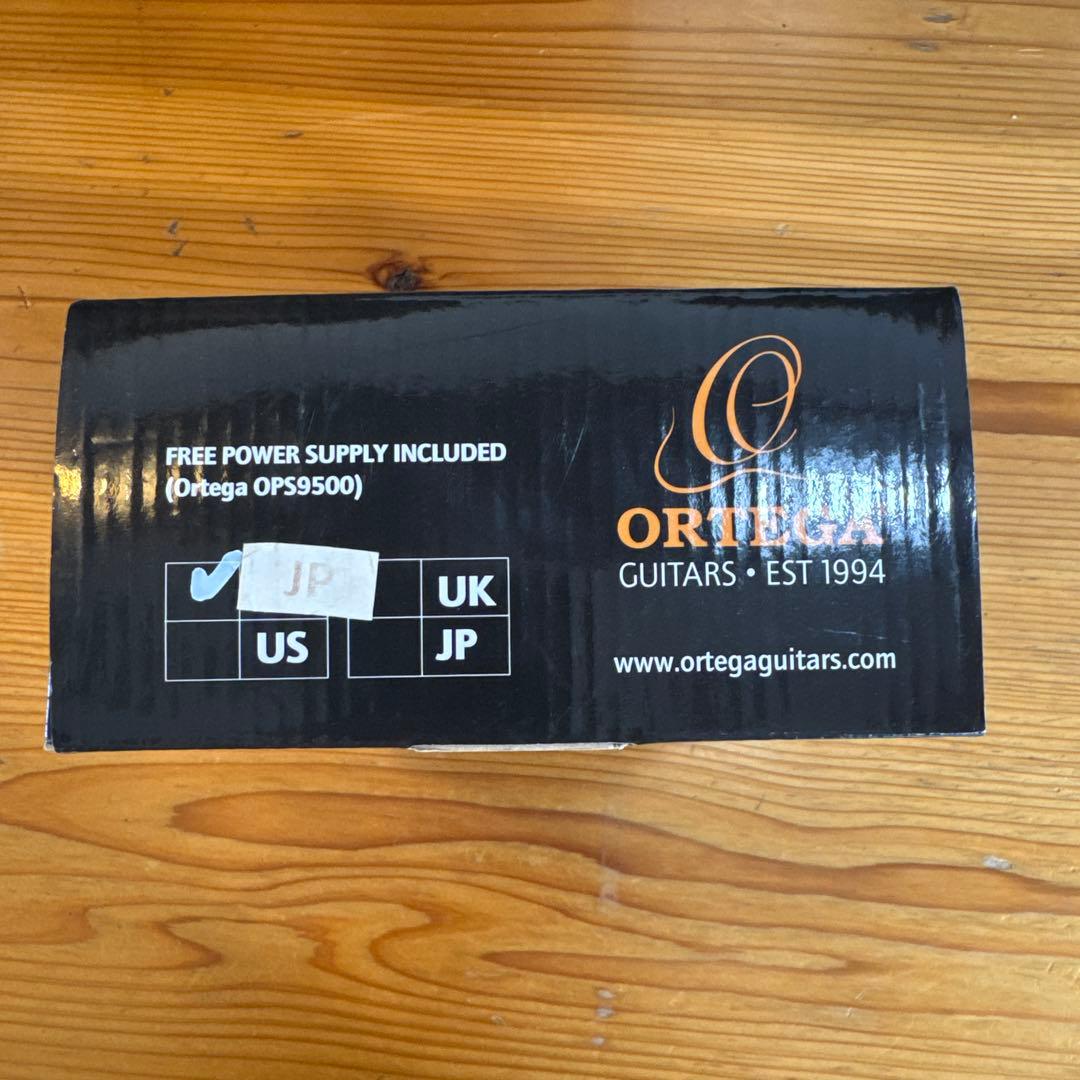 FREE POWER SUPPLY INCLUDED
(Ortega OPS9500)
JP
UK
US
JP
ORTEGA
GUITARS • EST 1994
www.ortegaguitars.com